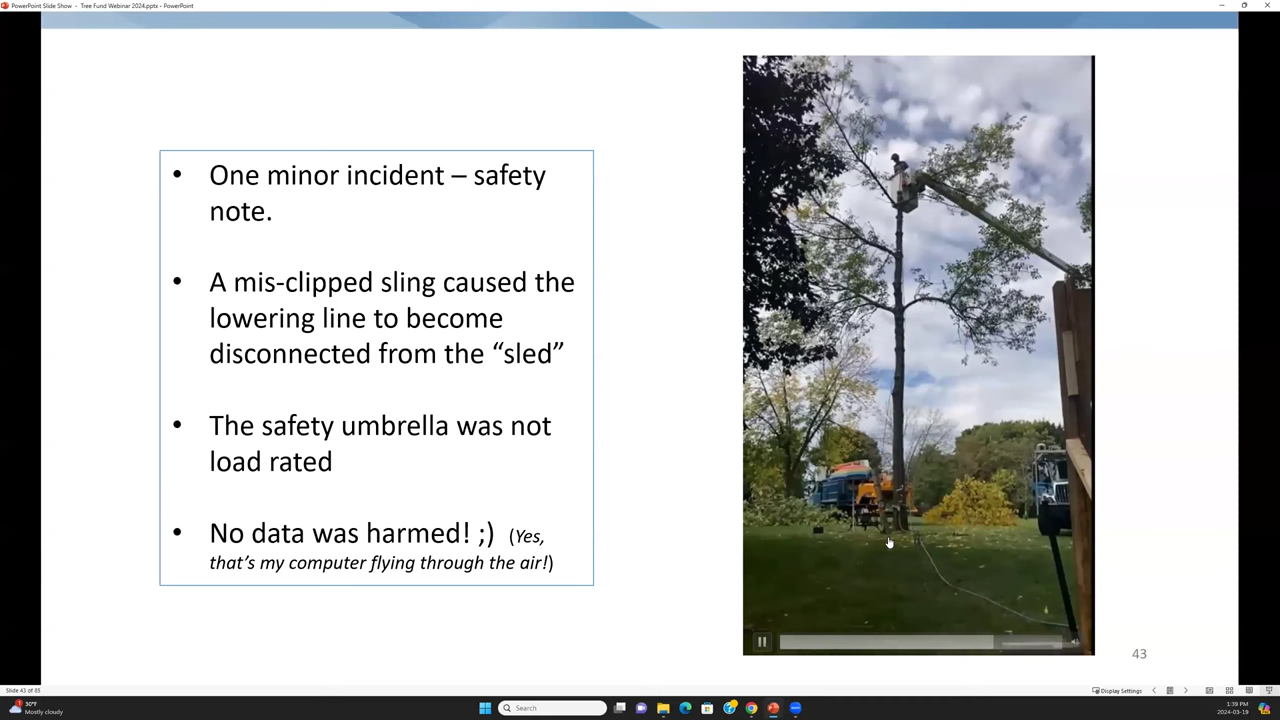 PowerPoint Slide Show - Tree Fund Webinar 2024.pptx - PowerPoint
• One minor incident – safety
note.
• A mis-clipped sling caused the
lowering line to become
disconnected from the “sled”
• The safety umbrella was not
load rated
• No data was harmed! ;) (Yes,
that’s my computer flying through the air!)
43
Slide 43 of 85
Display Settings
30°F
Mostly cloudy
Search
1:39 PM
2024-03-19